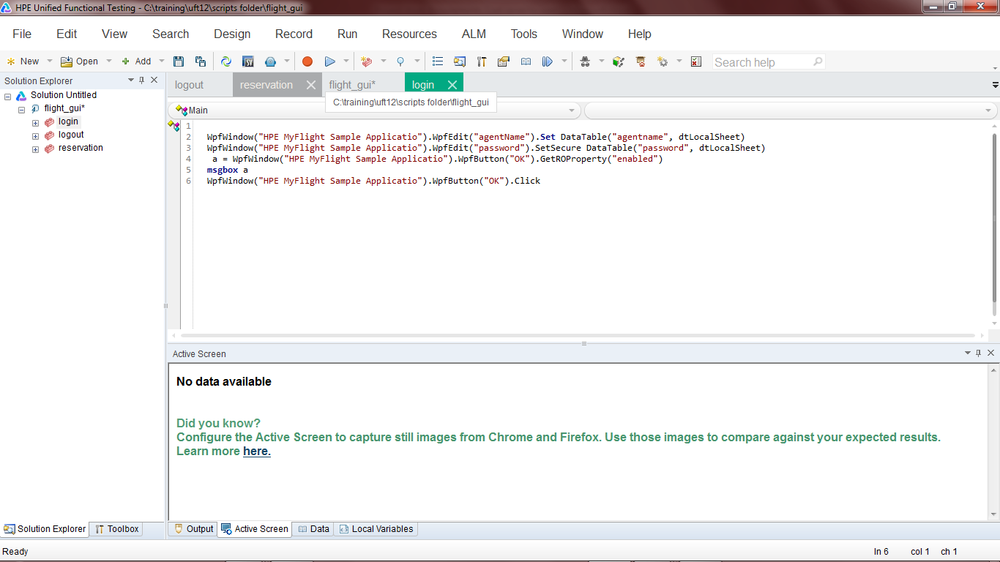 HPE Unified Functional Testing - C:\training\uft12\scripts folder\flight_gui
File Edit View Search Design Record Run Resources ALM Tools Window Help
New Open Add Search help
Solution Explorer
Solution Untitled
flight_gui*
login
logout
reservation
logout reservation flight_gui* login
C:\training\uft12\scripts folder\flight_gui
Main
1
2 WpfWindow("HPE MyFlight Sample Applicatio").WpfEdit("agentName").Set DataTable("agentname", dtLocalSheet)
3 WpfWindow("HPE MyFlight Sample Applicatio").WpfEdit("password").SetSecure DataTable("password", dtLocalSheet)
4 a = WpfWindow("HPE MyFlight Sample Applicatio").WpfButton("OK").GetROProperty("enabled")
5 msgbox a
6 WpfWindow("HPE MyFlight Sample Applicatio").WpfButton("OK").Click
Active Screen
No data available
Did you know?
Configure the Active Screen to capture still images from Chrome and Firefox. Use those images to compare against your expected results.
Learn more here.
Solution Explorer Toolbox
Output Active Screen Data Local Variables
Ready
ln 6 col 1 ch 1